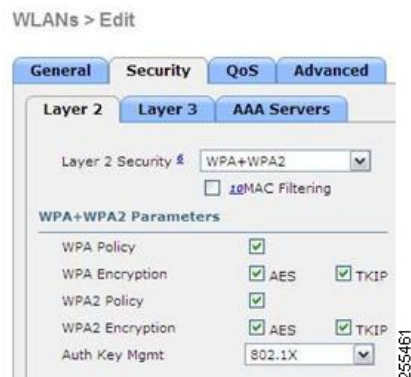 WLANs > Edit
General Security QoS Advanced
Layer 2 Layer 3 AAA Servers
Layer 2 Security 6 WPA+WPA2
10MAC Filtering
WPA+WPA2 Parameters
WPA Policy
WPA Encryption AES TKIP
WPA2 Policy
WPA2 Encryption AES TKIP
Auth Key Mgmt 802.1X
255461